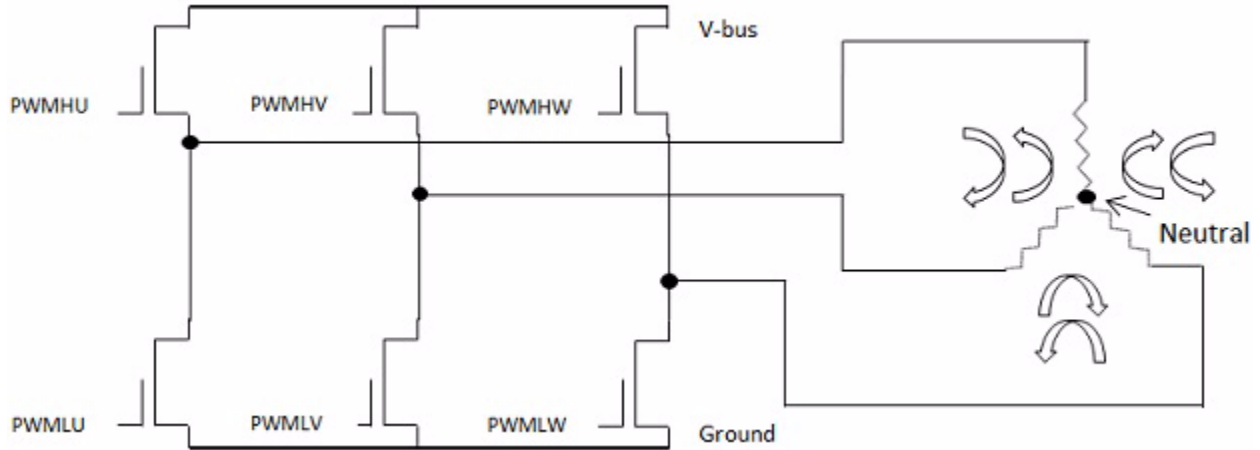 V-bus
PWMHU
PWMHV
PWMHW
Neutral
PWMLU
PWMLV
PWMLW
Ground